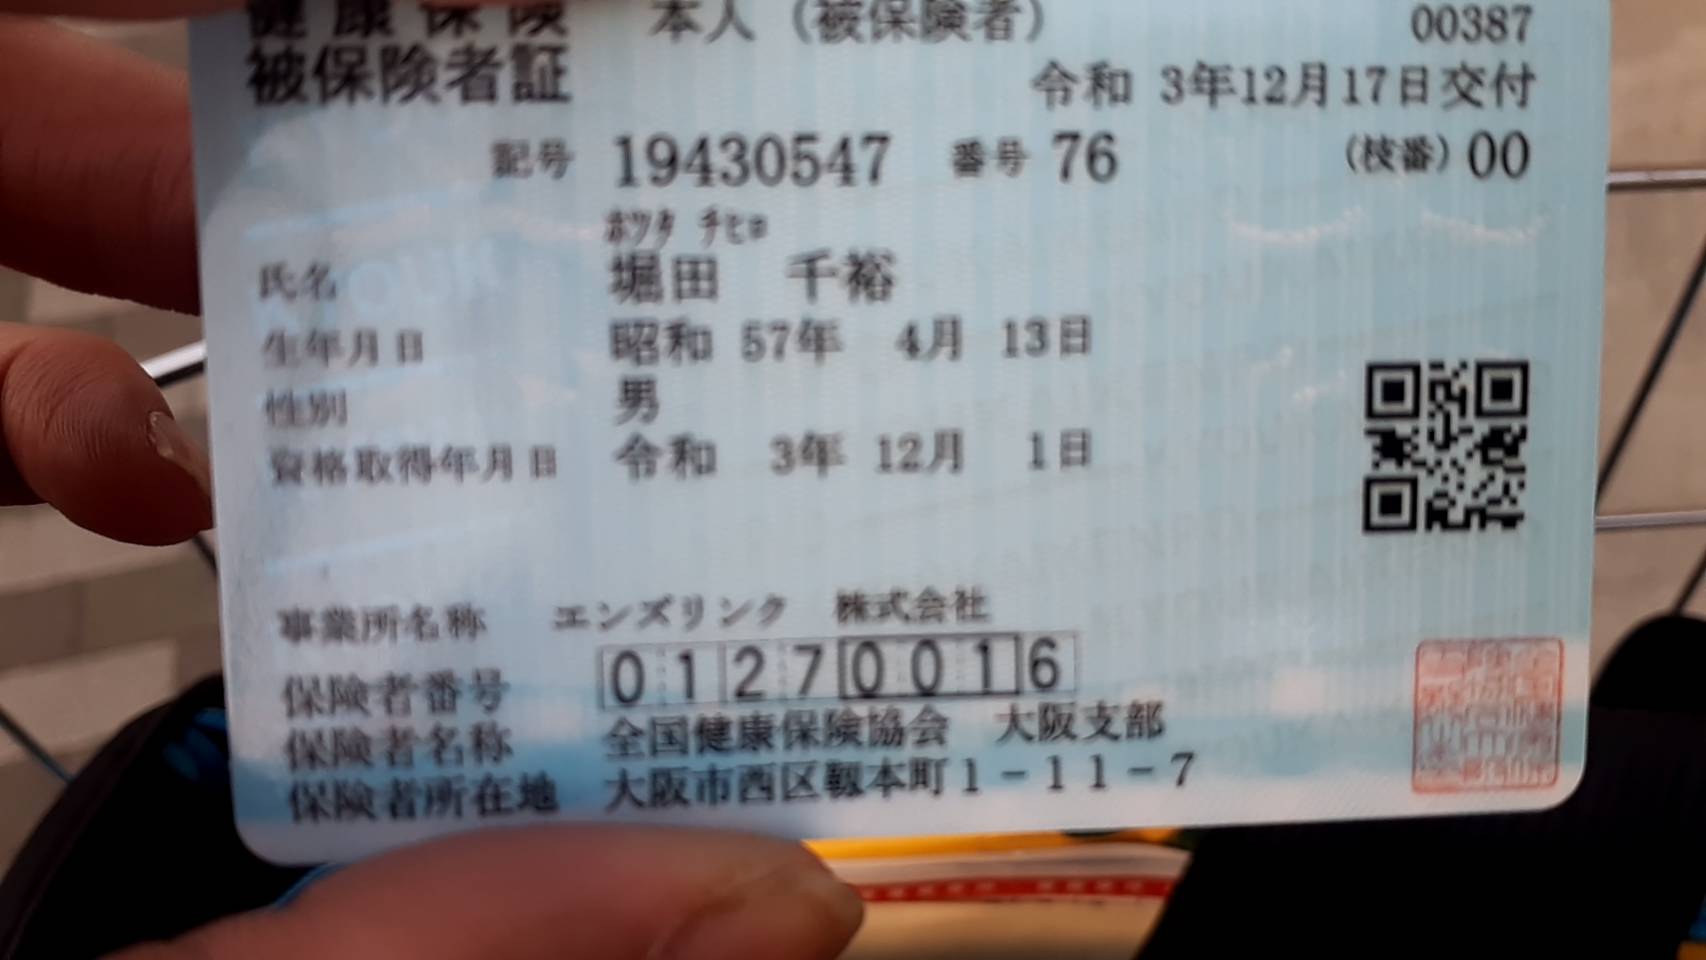 健康保険 本人（被保険者） 00387
被保険者証 令和 3年12月17日交付
記号 19430547 番号 76 （枝番）00
ホツタ チヒロ
氏名 堀田 千裕
生年月日 昭和 57年 4月 13日
性別 男
資格取得年月日 令和 3年 12月 1日
事業所名称 エンズリンク 株式会社
保険者番号 01270016
保険者名称 全国健康保険協会 大阪支部
保険者所在地 大阪市西区靱本町1－11－7